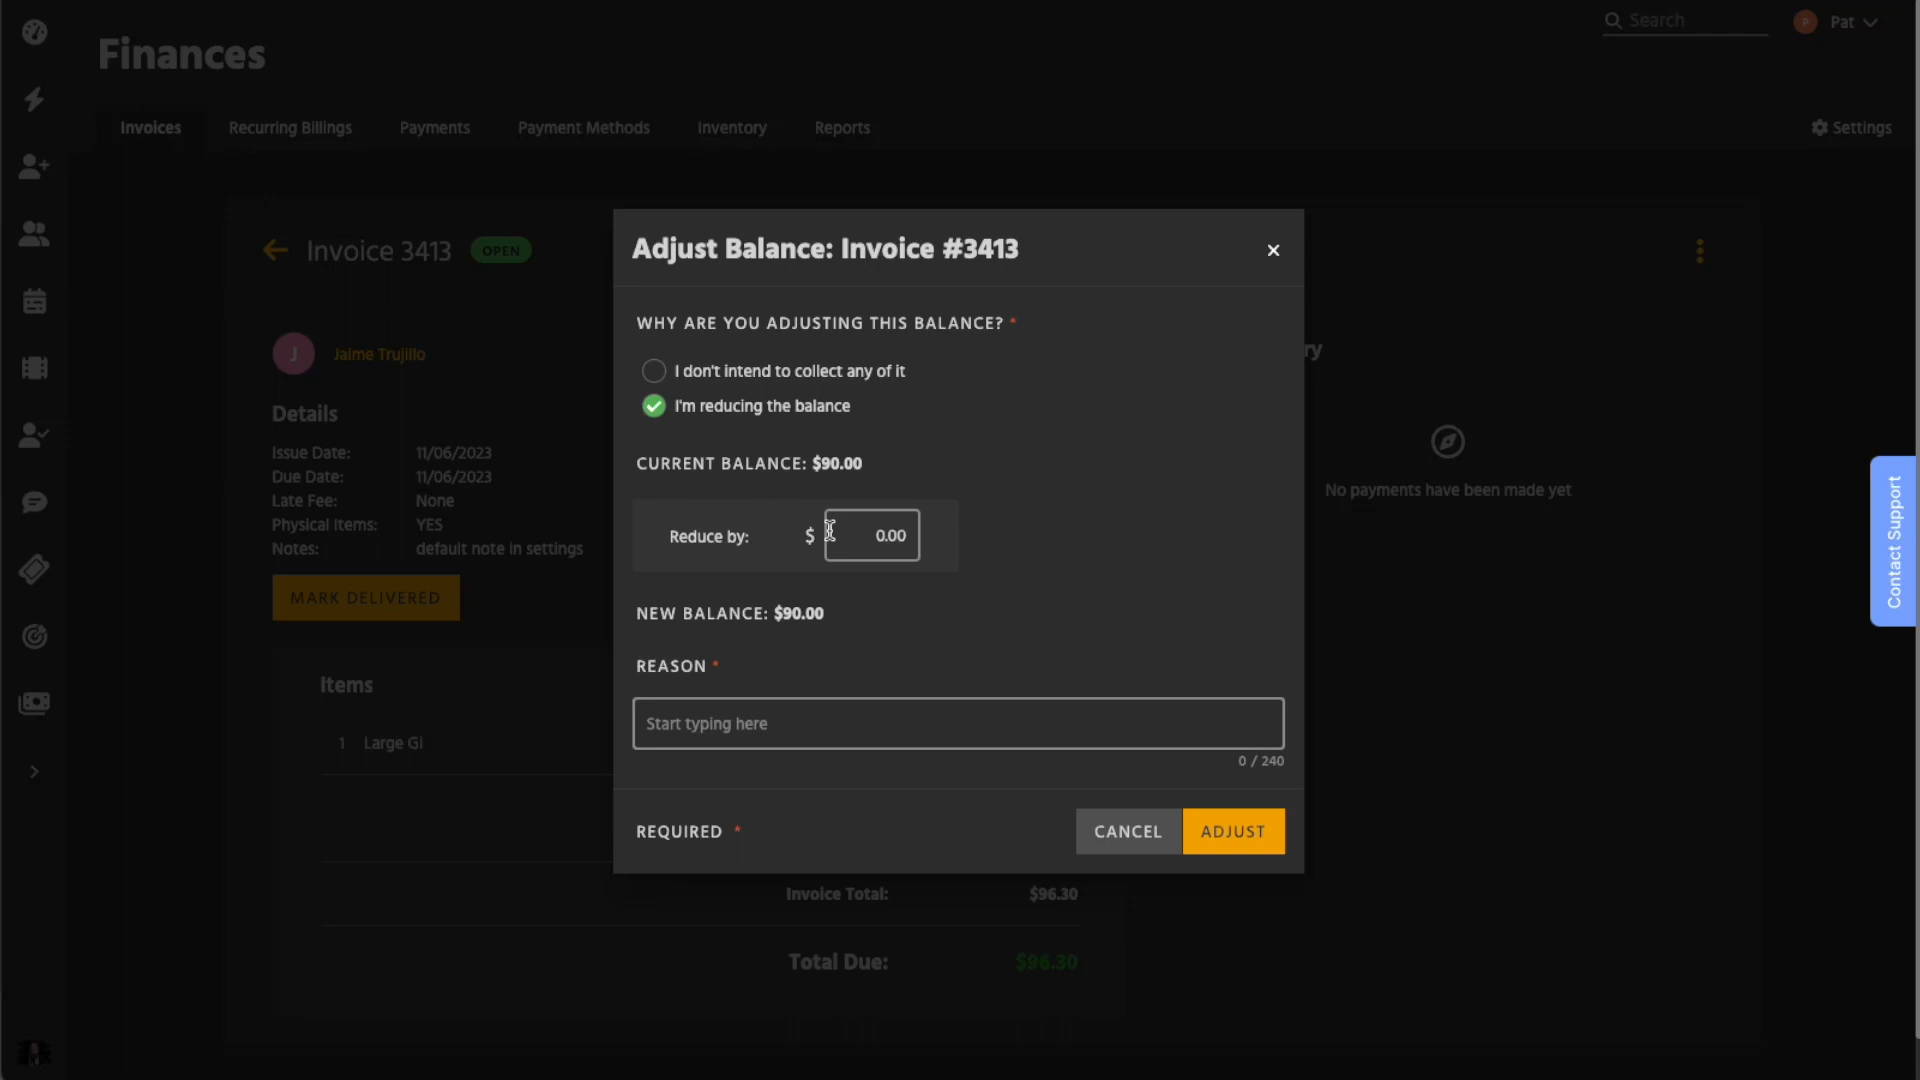 Search
P
Pat
Finances
Invoices
Recurring Billings
Payments
Payment Methods
Inventory
Reports
Settings
Invoice 3413
OPEN
J
Jaime Trujillo
Details
Issue Date: 11/06/2023
Due Date: 11/06/2023
Late Fee: None
Physical Items: YES
Notes: default note in settings
MARK DELIVERED
Items
1 Large Gi
Invoice Total: $96.30
Total Due: $96.30
Adjust Balance: Invoice #3413
WHY ARE YOU ADJUSTING THIS BALANCE? *
I don't intend to collect any of it
I'm reducing the balance
CURRENT BALANCE: $90.00
Reduce by: $ 0.00
NEW BALANCE: $90.00
REASON *
Start typing here
0 / 240
REQUIRED *
CANCEL
ADJUST
ry
No payments have been made yet
Contact Support